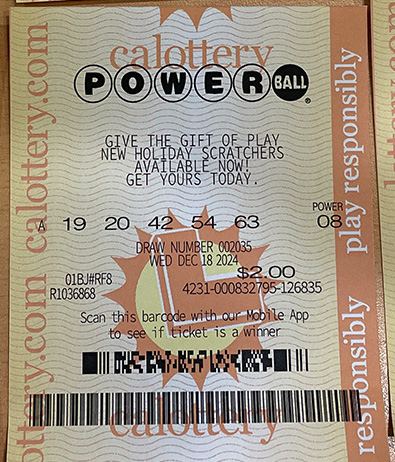 calottery
POWERBALL
GIVE THE GIFT OF PLAY
NEW HOLIDAY SCRATCHERS
AVAILABLE NOW!
GET YOURS TODAY.
POWER
A 19 20 42 54 63 08
DRAW NUMBER 002035
WED DEC 18 2024
$2.00
01BJ#RF8
R1036868
4231-000832795-126835
Scan this barcode with our Mobile App
to see if ticket is a winner
calottery
calottery.com calottery.com
play responsibly
responsibly